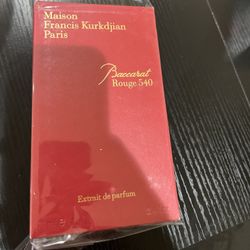 Maison
Francis Kurkdjian
Paris
Baccarat
Rouge 540
Extrait de parfum